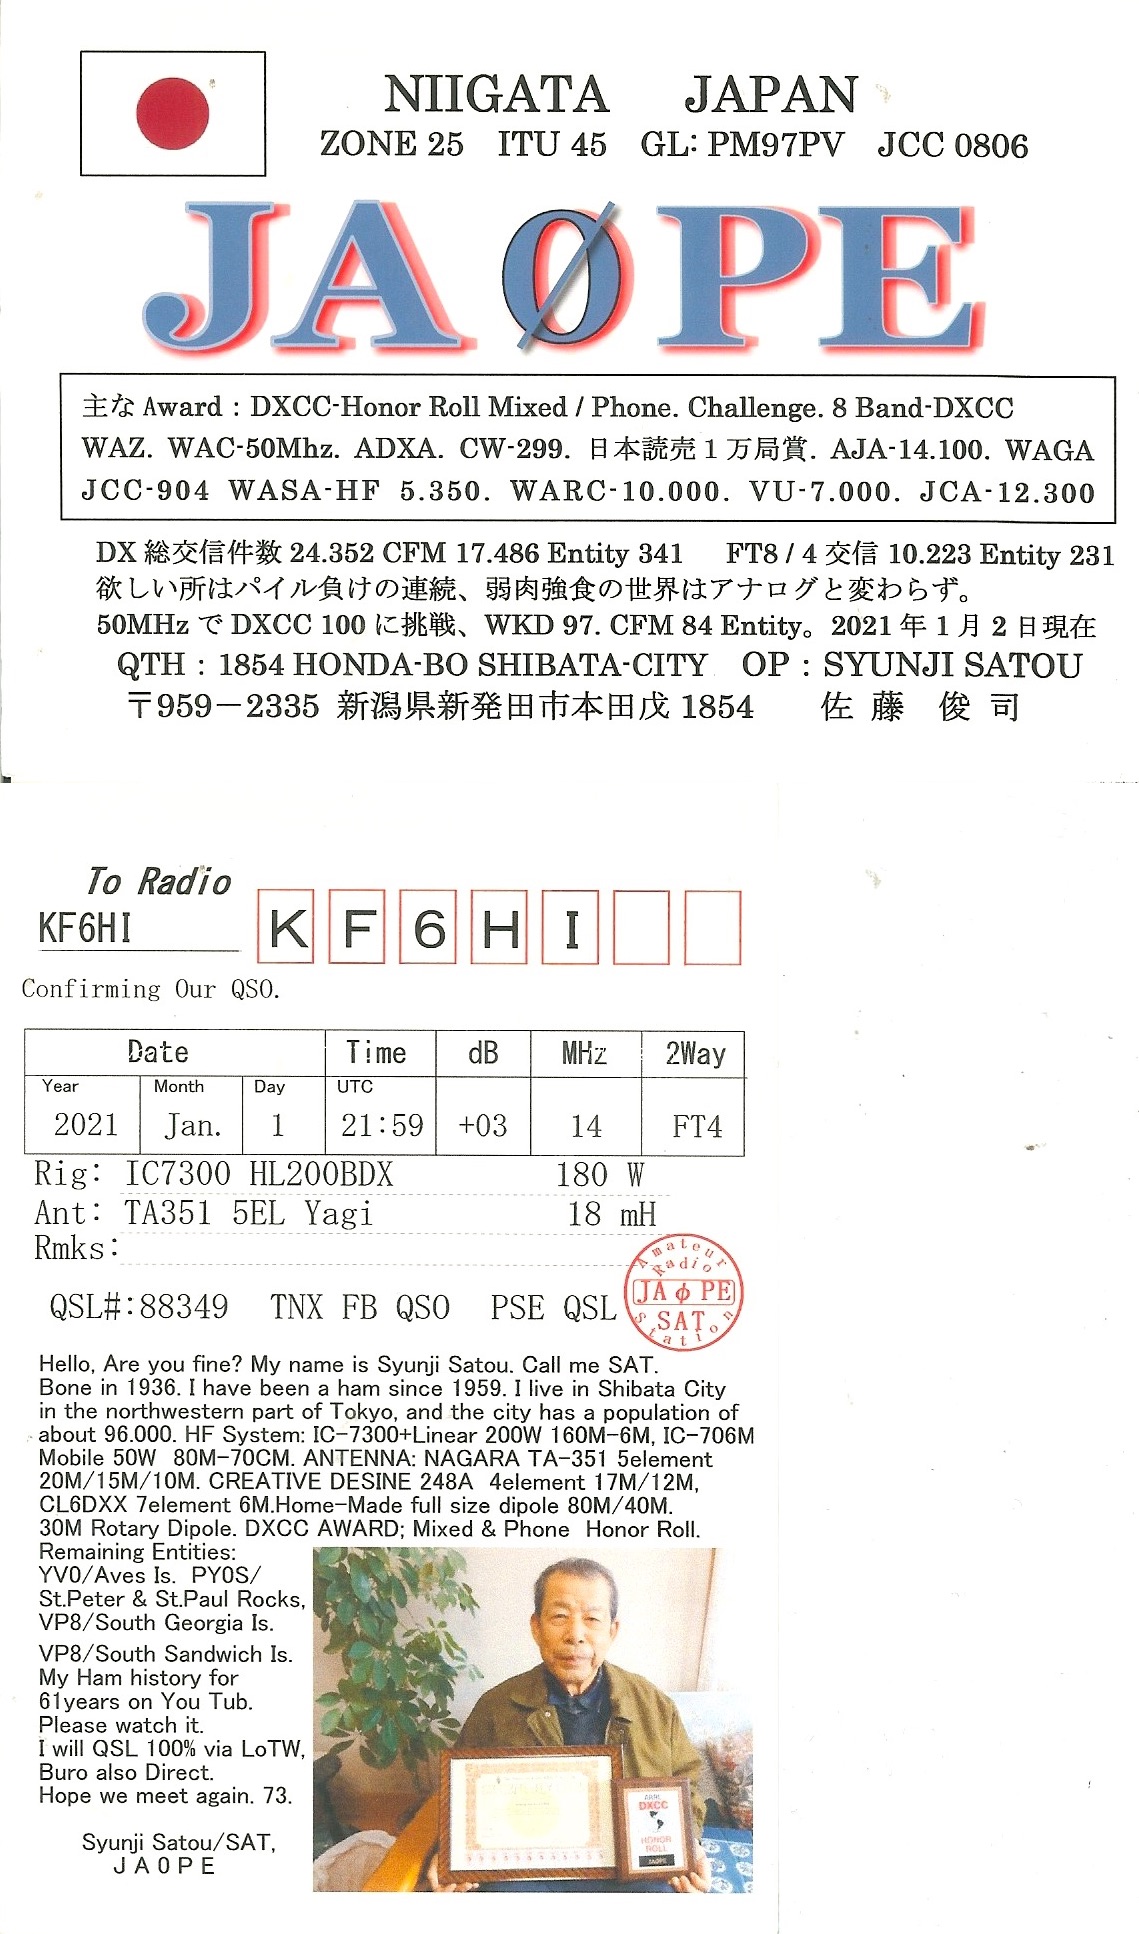 NIIGATA JAPAN
ZONE 25 ITU 45 GL: PM97PV JCC 0806
JAØPE
主な Award : DXCC-Honor Roll Mixed / Phone. Challenge. 8 Band-DXCC
WAZ. WAC-50Mhz. ADXA. CW-299. 日本読売1万局賞. AJA-14.100. WAGA
JCC-904 WASA-HF 5.350. WARC-10.000. VU-7.000. JCA-12.300
DX 総交信件数 24.352 CFM 17.486 Entity 341 FT8 / 4 交信 10.223 Entity 231
欲しい所はパイル負けの連続、弱肉強食の世界はアナログと変わらず。
50MHz で DXCC 100 に挑戦、WKD 97. CFM 84 Entity。2021 年 1 月 2 日現在
QTH : 1854 HONDA-BO SHIBATA-CITY OP : SYUNJI SATOU
〒959－2335 新潟県新発田市本田戊 1854 佐藤 俊司
To Radio
KF6HI K F 6 H I
Confirming Our QSO.
Date Time dB MHz 2Way
Year Month Day UTC
2021 Jan. 1 21:59 +03 14 FT4
Rig: IC7300 HL200BDX 180 W
Ant: TA351 5EL Yagi 18 mH
Rmks:
Amateur
Radio
JAφPE
SAT
Station
QSL#:88349 TNX FB QSO PSE QSL
Hello, Are you fine? My name is Syunji Satou. Call me SAT.
Bone in 1936. I have been a ham since 1959. I live in Shibata City
in the northwestern part of Tokyo, and the city has a population of
about 96.000. HF System: IC-7300+Linear 200W 160M-6M, IC-706M
Mobile 50W 80M-70CM. ANTENNA: NAGARA TA-351 5element
20M/15M/10M. CREATIVE DESINE 248A 4element 17M/12M,
CL6DXX 7element 6M.Home-Made full size dipole 80M/40M.
30M Rotary Dipole. DXCC AWARD; Mixed & Phone Honor Roll.
Remaining Entities:
YV0/Aves Is. PY0S/
St.Peter & St.Paul Rocks,
VP8/South Georgia Is.
VP8/South Sandwich Is.
My Ham history for
61years on You Tub.
Please watch it.
I will QSL 100% via LoTW,
Buro also Direct.
Hope we meet again. 73.
Syunji Satou/SAT,
JA0PE
ARRL
DXCC
HONOR
ROLL
JA0PE